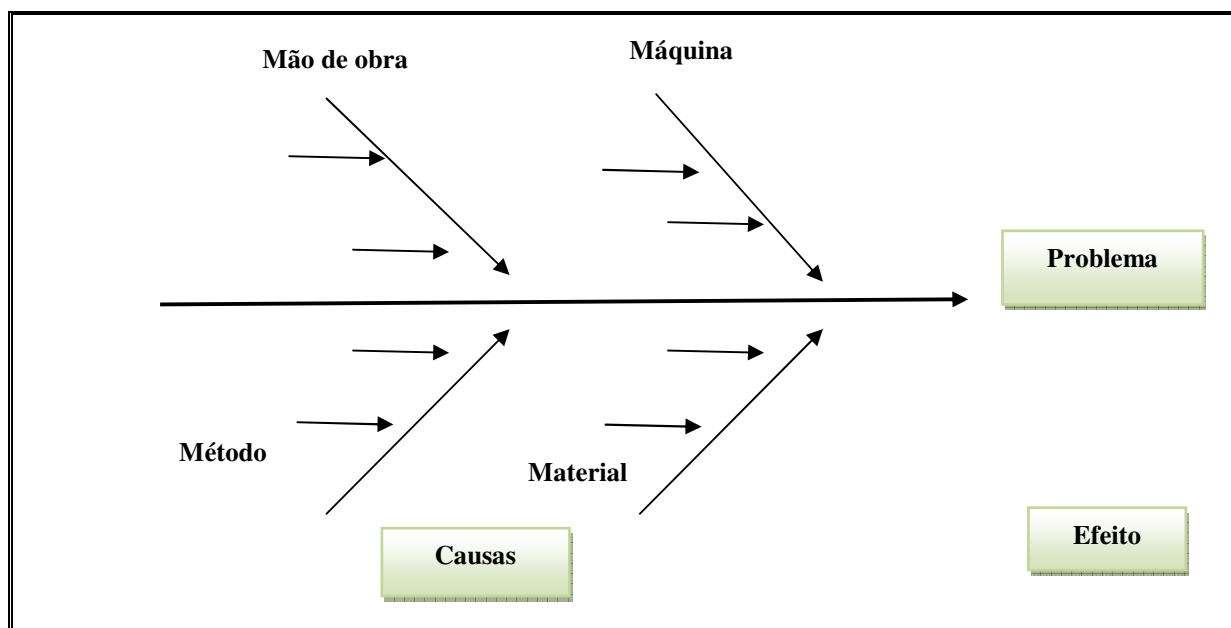 Mão de obra
Máquina
Problema
Método
Material
Causas
Efeito